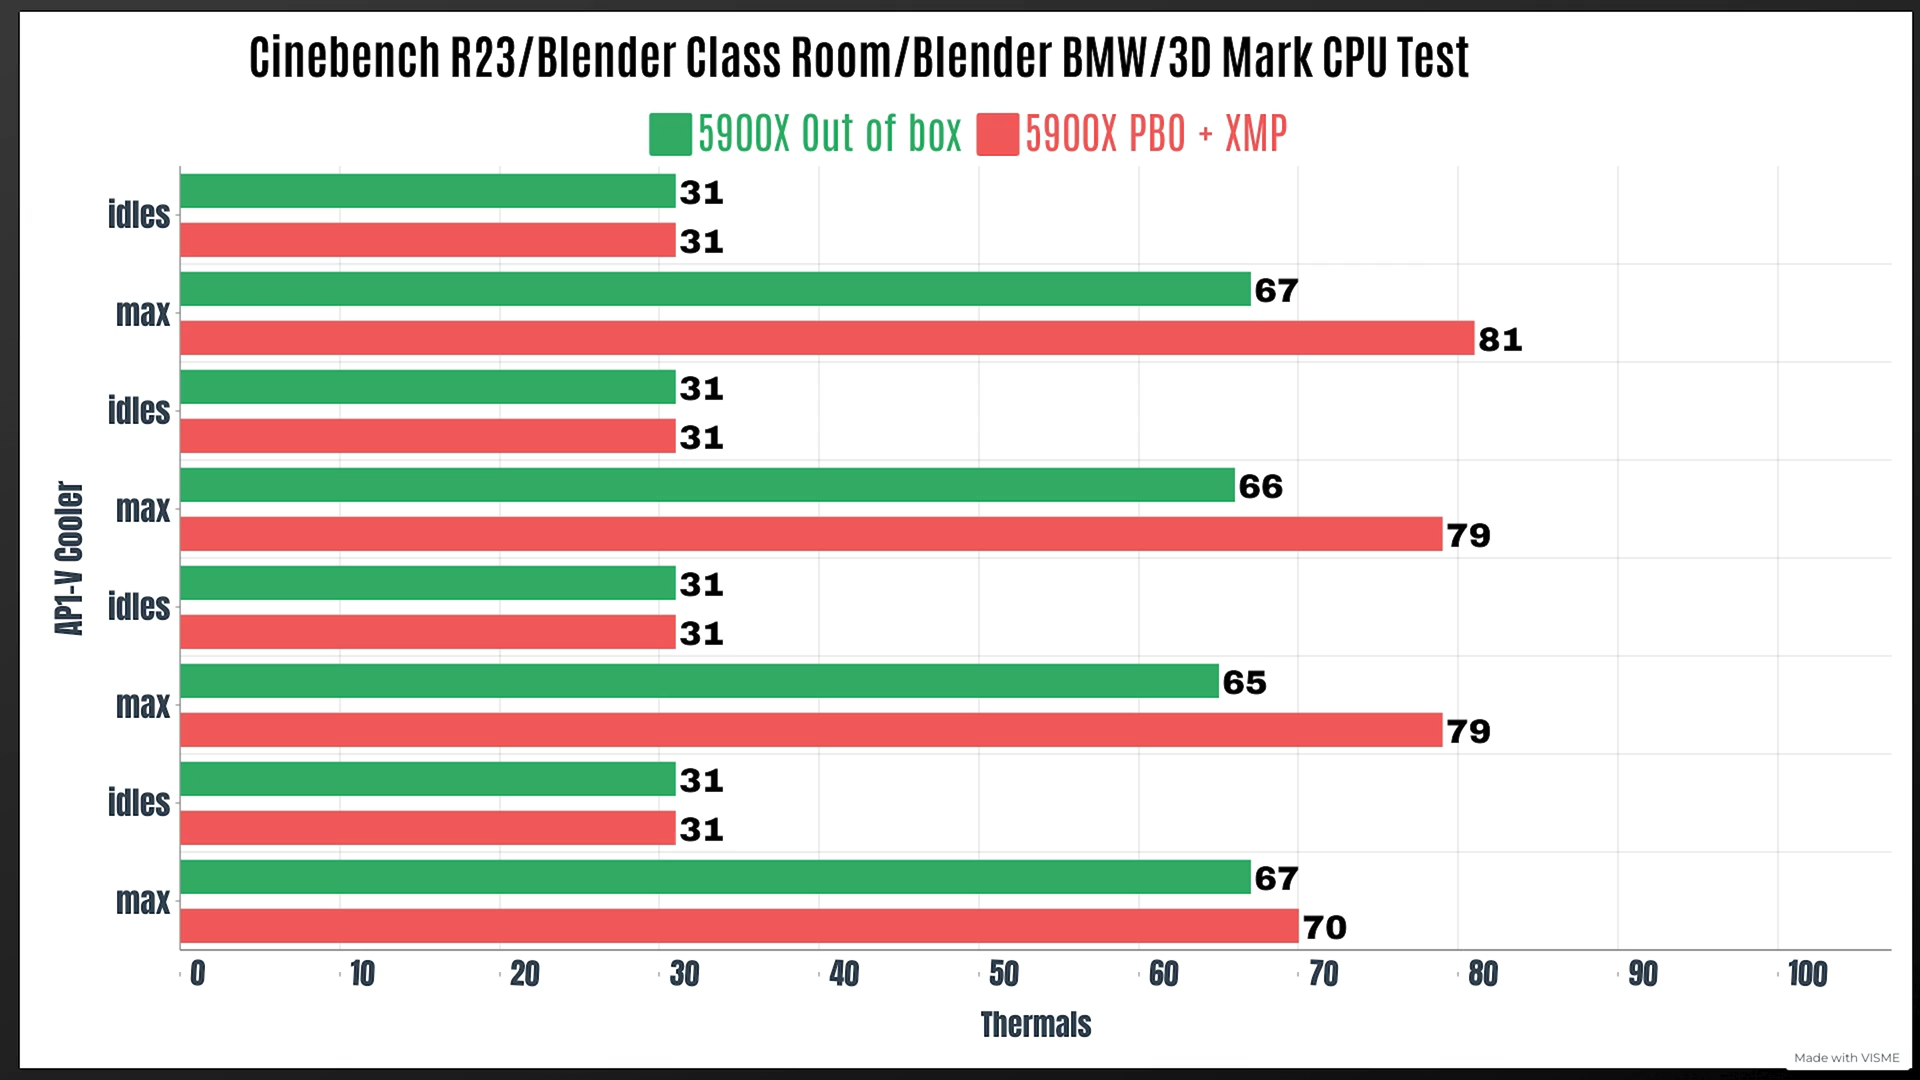 Cinebench R23/Blender Class Room/Blender BMW/3D Mark CPU Test
5900X Out of box 5900X PBO + XMP
AP1-V Cooler
idles
31
31
max
67
81
idles
31
31
max
66
79
idles
31
31
max
65
79
idles
31
31
max
67
70
0 10 20 30 40 50 60 70 80 90 100
Thermals
Made with VISME